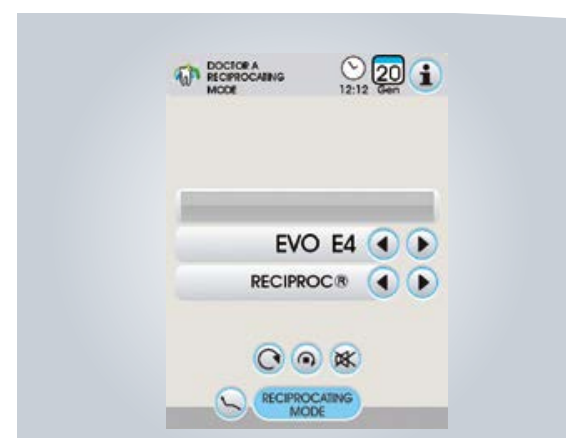 DOCTOR A
RECIPROCATING
MODE
12:12
20
Gen
i
EVO E4
RECIPROC®
RECIPROCATING
MODE